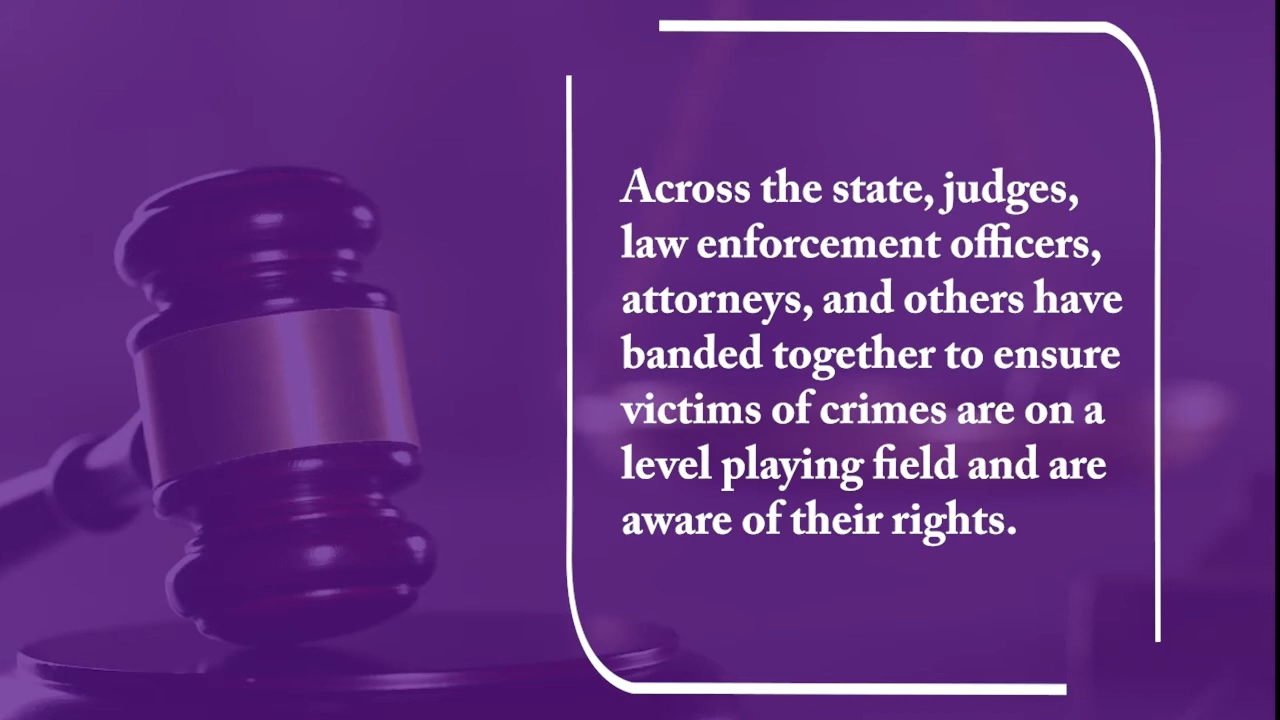 Across the state, judges,
law enforcement officers,
attorneys, and others have
banded together to ensure
victims of crimes are on a
level playing field and are
aware of their rights.